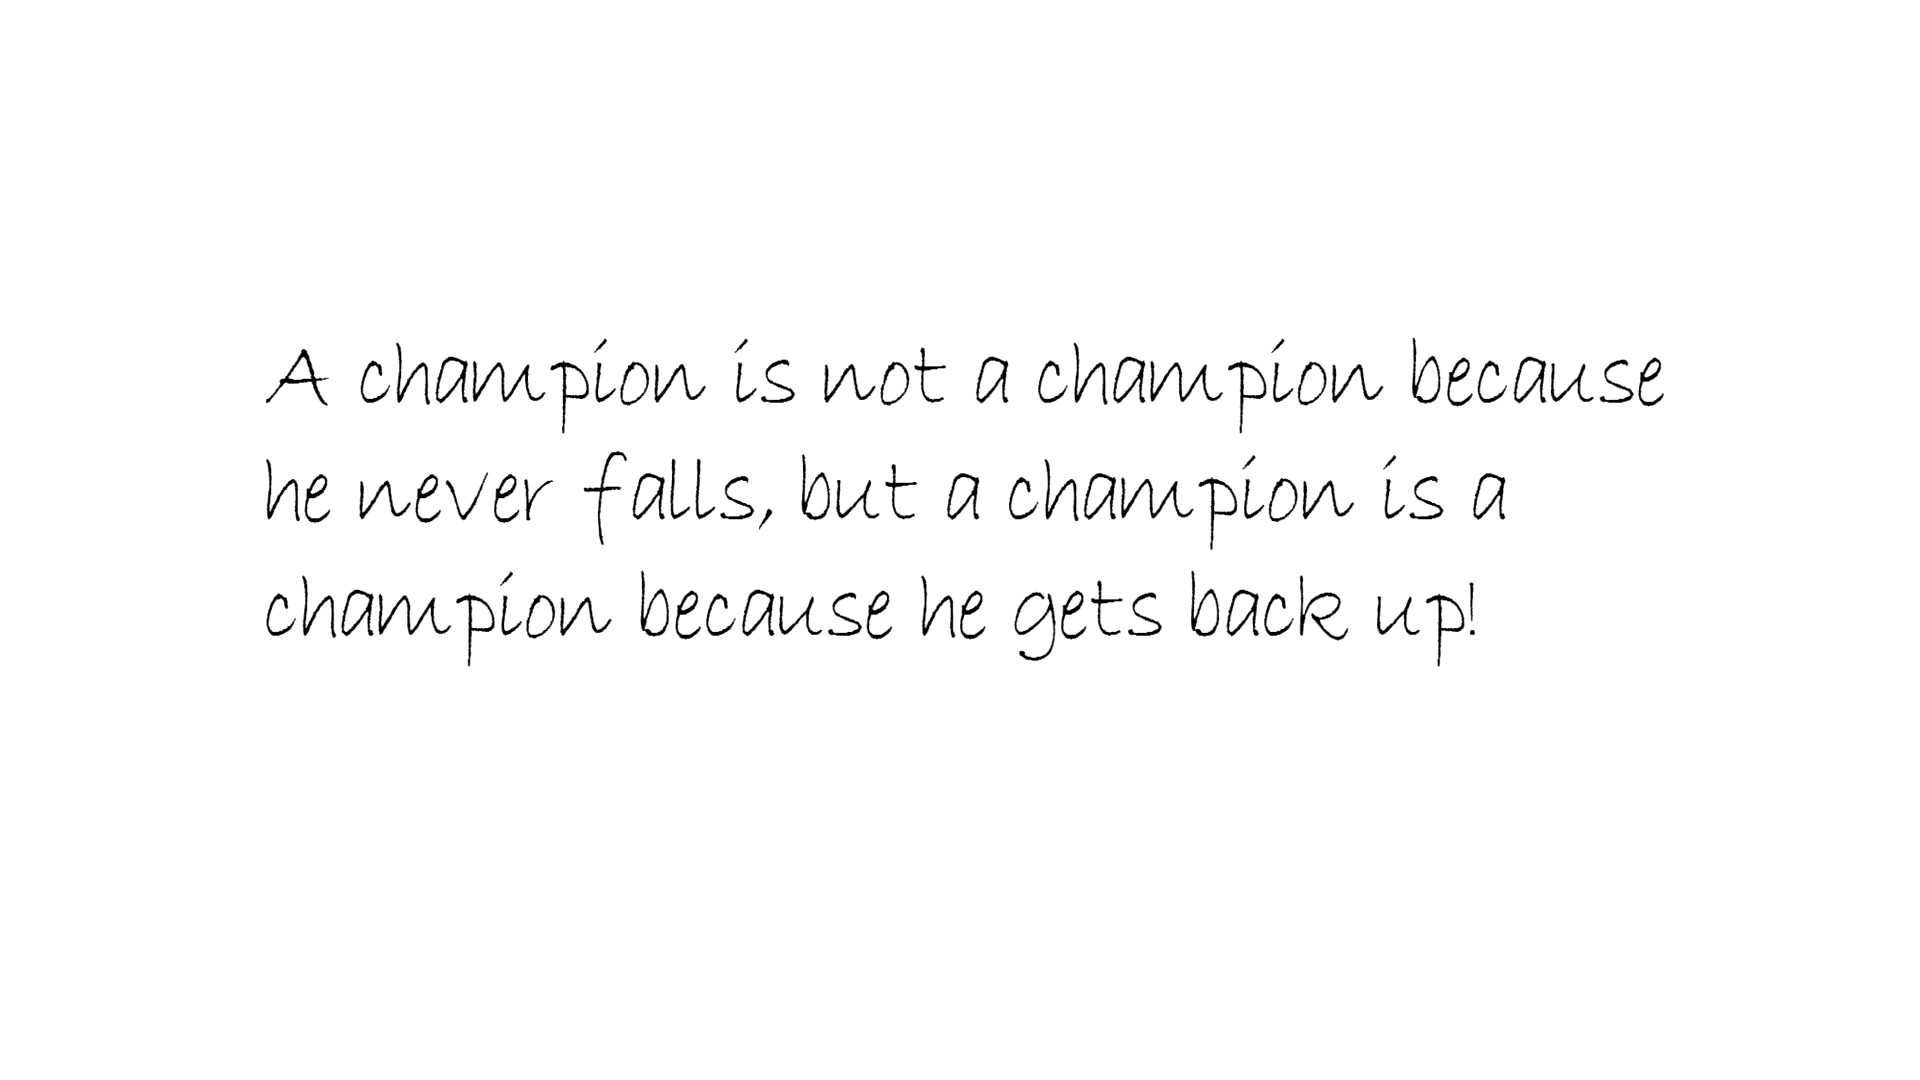 A champion is not a champion because
he never falls, but a champion is a
champion because he gets back up!